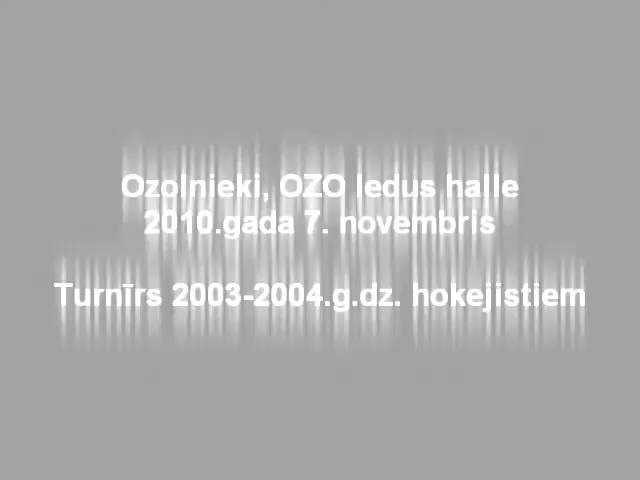 Ozolnieki, OZO ledus halle
2010.gada 7. novembris
Turnīrs 2003-2004.g.dz. hokejistiem